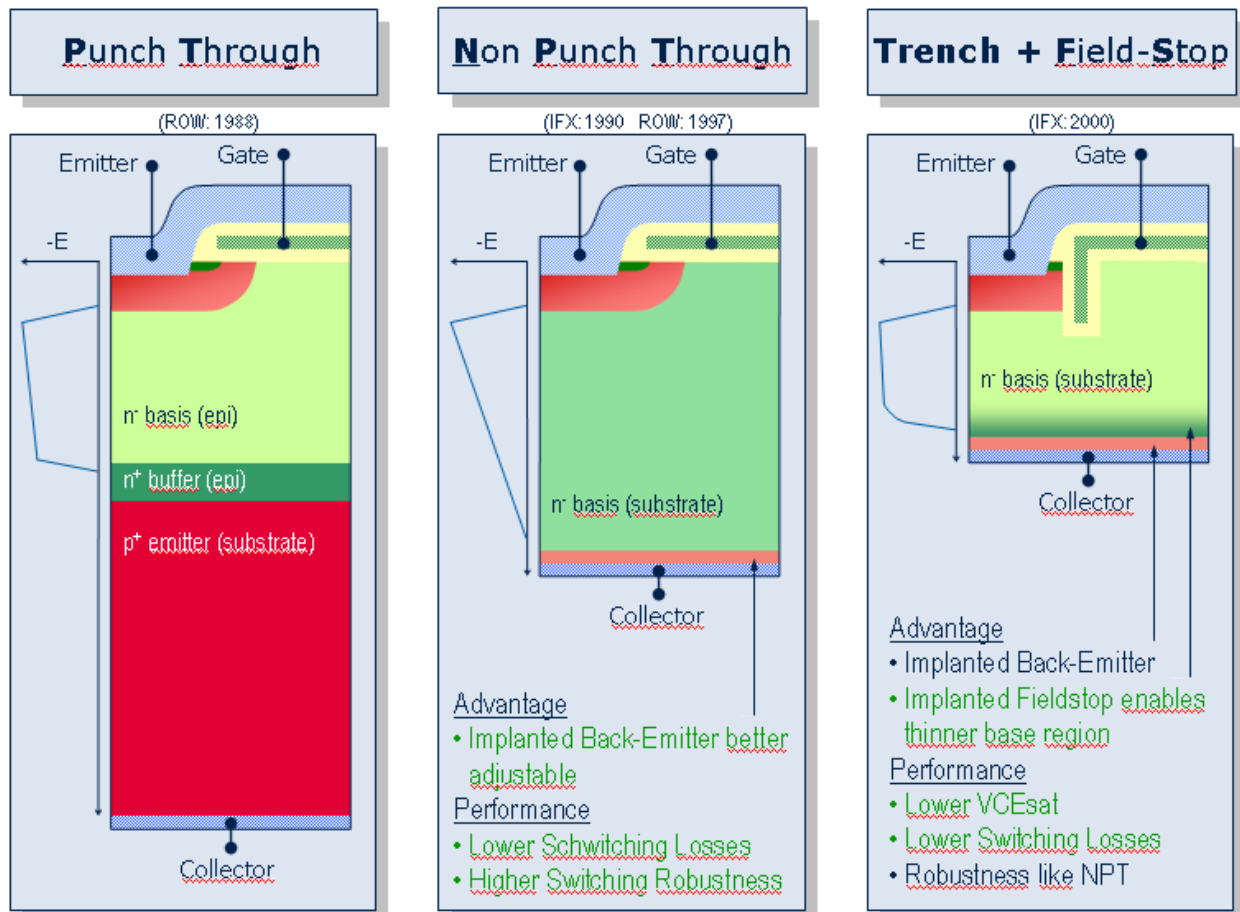 Punch Through
(ROW: 1988)
Emitter
Gate
-E
n- basis (epi)
n+ buffer (epi)
p+ emitter (substrate)
Collector
Non Punch Through
(IFX: 1990 ROW: 1997)
Emitter
Gate
-E
n- basis (substrate)
Collector
Advantage
• Implanted Back-Emitter better
adjustable
Performance
• Lower Schwitching Losses
• Higher Switching Robustness
Trench + Field-Stop
(IFX: 2000)
Emitter
Gate
-E
n- basis (substrate)
Collector
Advantage
• Implanted Back-Emitter
• Implanted Fieldstop enables
thinner base region
Performance
• Lower VCEsat
• Lower Switching Losses
• Robustness like NPT